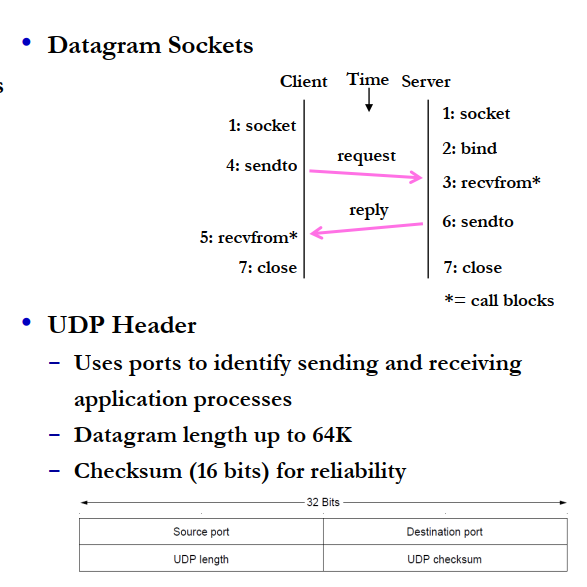 • Datagram Sockets
s
Client Time Server
1: socket
1: socket
2: bind
4: sendto
request
3: recvfrom*
reply
6: sendto
5: recvfrom*
7: close
7: close
*= call blocks
• UDP Header
– Uses ports to identify sending and receiving
application processes
– Datagram length up to 64K
– Checksum (16 bits) for reliability
32 Bits
Source port Destination port
UDP length UDP checksum